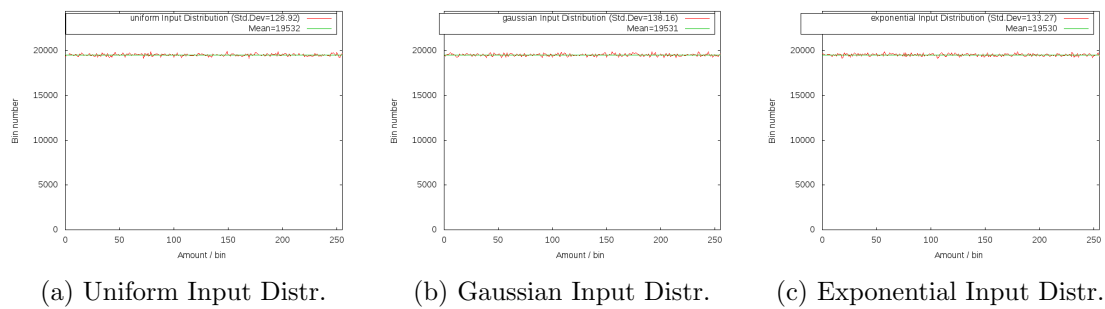 uniform Input Distribution (Std.Dev=128.92)
Mean=19532
20000
15000
10000
5000
0
Bin number
0 50 100 150 200 250
Amount / bin
(a) Uniform Input Distr.
gaussian Input Distribution (Std.Dev=138.16)
Mean=19531
20000
15000
10000
5000
0
Bin number
0 50 100 150 200 250
Amount / bin
(b) Gaussian Input Distr.
exponential Input Distribution (Std.Dev=133.27)
Mean=19530
20000
15000
10000
5000
0
Bin number
0 50 100 150 200 250
Amount / bin
(c) Exponential Input Distr.